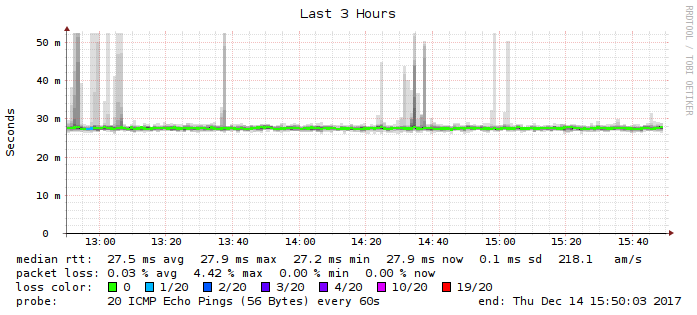 Last 3 Hours
RRDTOOL / TOBI OETIKER
Seconds
50 m
40 m
30 m
20 m
10 m
0
13:00 13:20 13:40 14:00 14:20 14:40 15:00 15:20 15:40
median rtt: 27.5 ms avg 27.9 ms max 27.2 ms min 27.9 ms now 0.1 ms sd 218.1 am/s
packet loss: 0.03 % avg 4.42 % max 0.00 % min 0.00 % now
loss color: 0 1/20 2/20 3/20 4/20 10/20 19/20
probe: 20 ICMP Echo Pings (56 Bytes) every 60s end: Thu Dec 14 15:50:03 2017